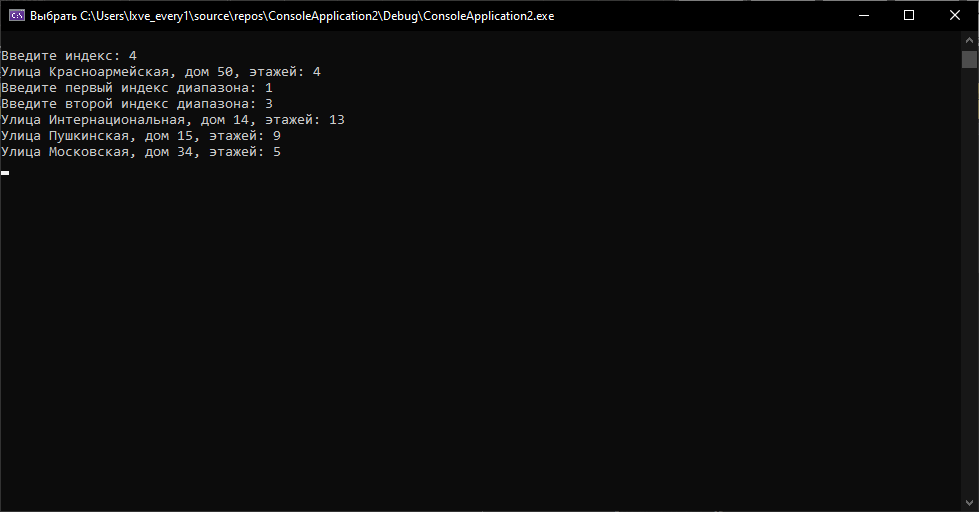 Выбрать C:\Users\lxve_every1\source\repos\ConsoleApplication2\Debug\ConsoleApplication2.exe
Введите индекс: 4
Улица Красноармейская, дом 50, этажей: 4
Введите первый индекс диапазона: 1
Введите второй индекс диапазона: 3
Улица Интернациональная, дом 14, этажей: 13
Улица Пушкинская, дом 15, этажей: 9
Улица Московская, дом 34, этажей: 5